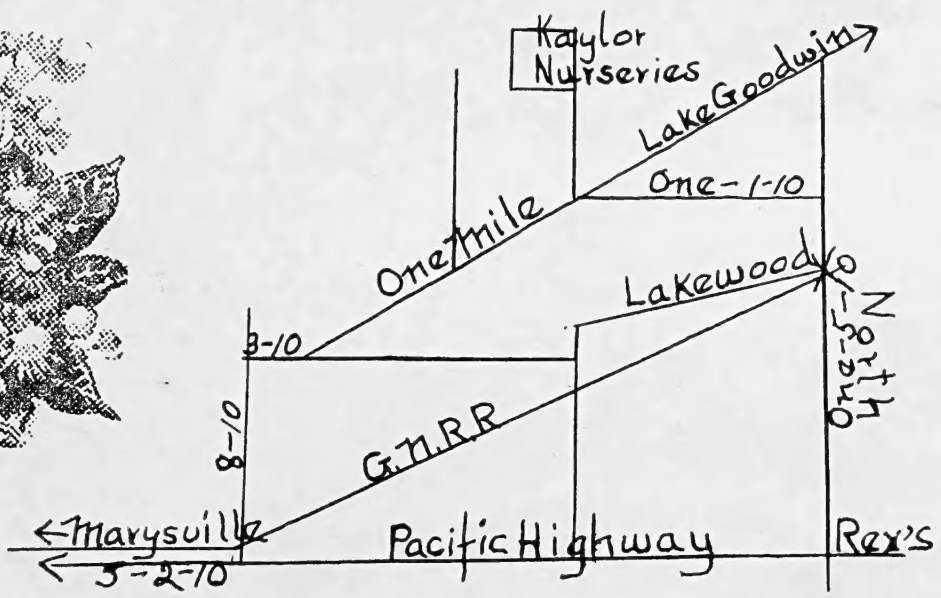 Kaylor
Nurseries
Lake Goodwin
One-1-10
One Mile
Lakewood
North
One-5-10
3-10
8-10
G.N.R.R
←Marysville
Pacific Highway
Rex's
5-2-10